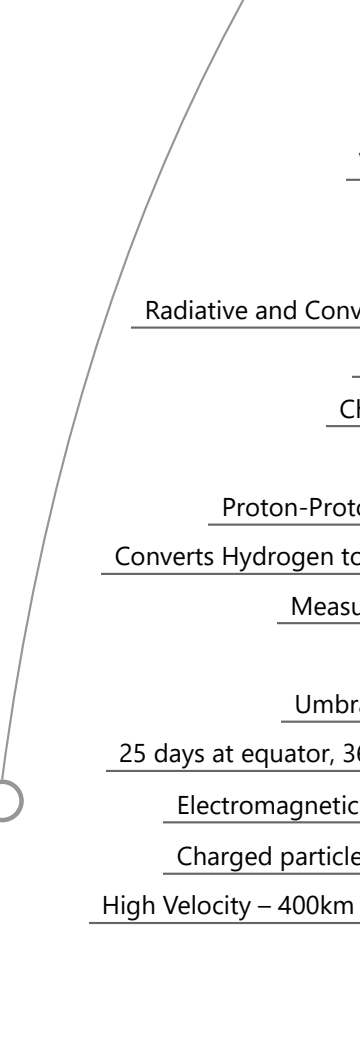 Radiative and Conv
Ch
Proton-Proto
Converts Hydrogen to
Measu
Umbra
25 days at equator, 36
Electromagnetic
Charged particle
High Velocity – 400km